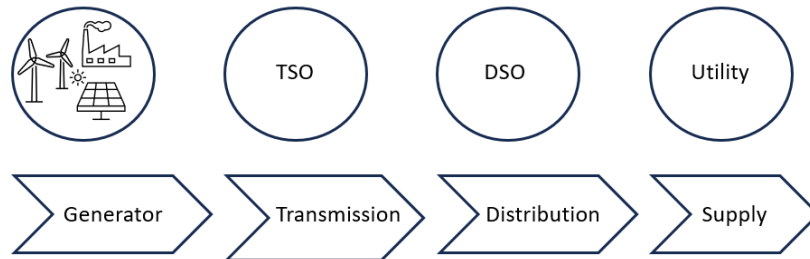 TSO
DSO
Utility
Generator
Transmission
Distribution
Supply